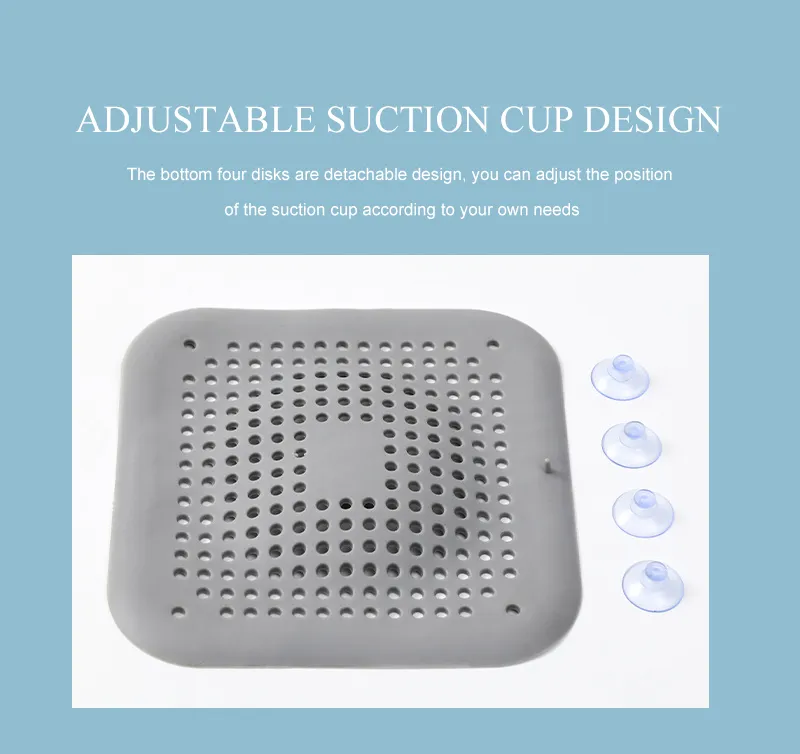 ADJUSTABLE SUCTION CUP DESIGN
The bottom four disks are detachable design, you can adjust the position
of the suction cup according to your own needs